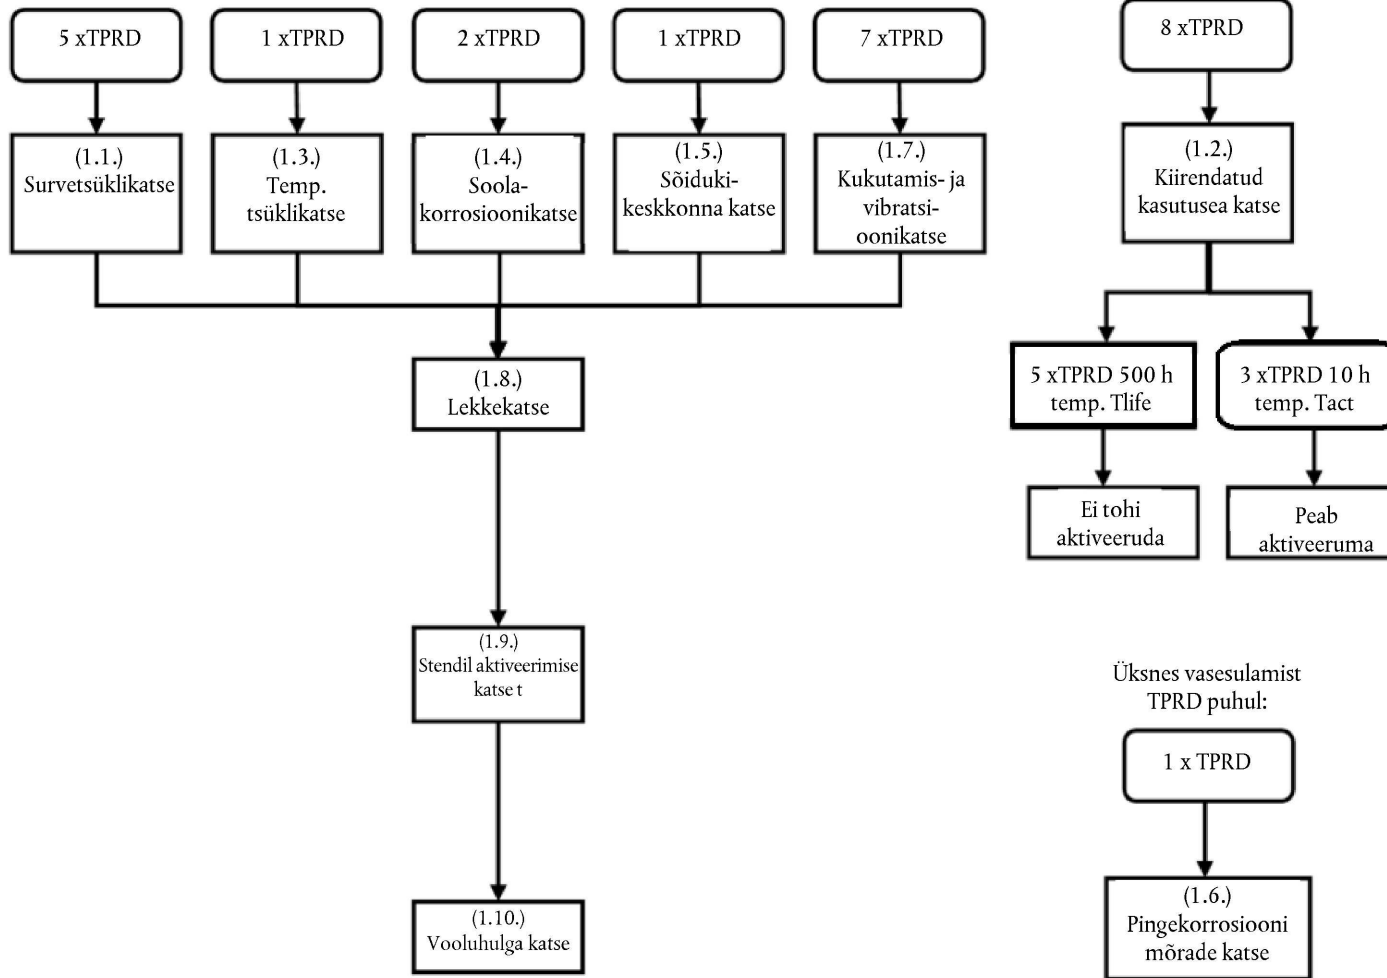 5 xTPRD
1 xTPRD
2 xTPRD
1 xTPRD
7 xTPRD
8 xTPRD
(1.1.)
Survetsüklikatse
(1.3.)
Temp.
tsüklikatse
(1.4.)
Soola-
korrosioonikatse
(1.5.)
Sõiduki-
keskkonna katse
(1.7.)
Kukutamis- ja
vibratsi-
oonikatse
(1.2.)
Kiirendatud
kasutusea katse
(1.8.)
Lekkekatse
5 xTPRD 500 h
temp. Tlife
3 xTPRD 10 h
temp. Tact
Ei tohi
aktiveeruda
Peab
aktiveeruma
(1.9.)
Stendil aktiveerimise
katse t
Üksnes vasesulamist
TPRD puhul:
1 x TPRD
(1.10.)
Vooluhulga katse
(1.6.)
Pingekorrosiooni
mõrade katse